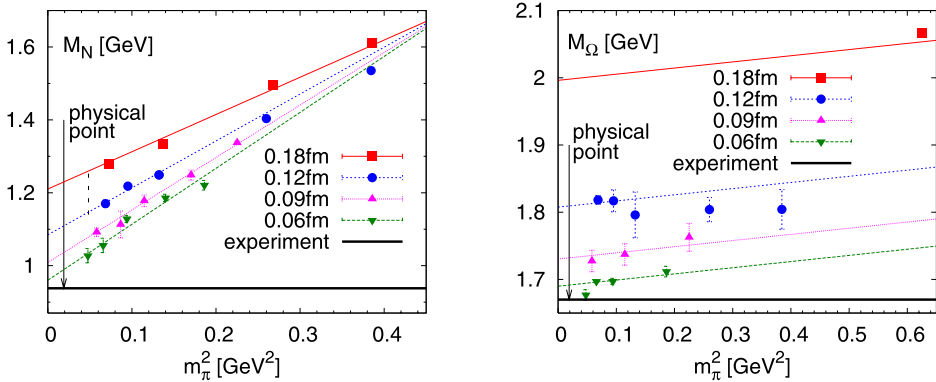 M_N [GeV]
1.6
1.4
1.2
1
physical
point
0.18fm
0.12fm
0.09fm
0.06fm
experiment
0
0.1
0.2
0.3
0.4
m_π^2 [GeV^2]
M_Ω [GeV]
2
1.9
1.8
1.7
0.18fm
0.12fm
0.09fm
0.06fm
experiment
physical
point
0
0.1
0.2
0.3
0.4
0.5
0.6
m_π^2 [GeV^2]